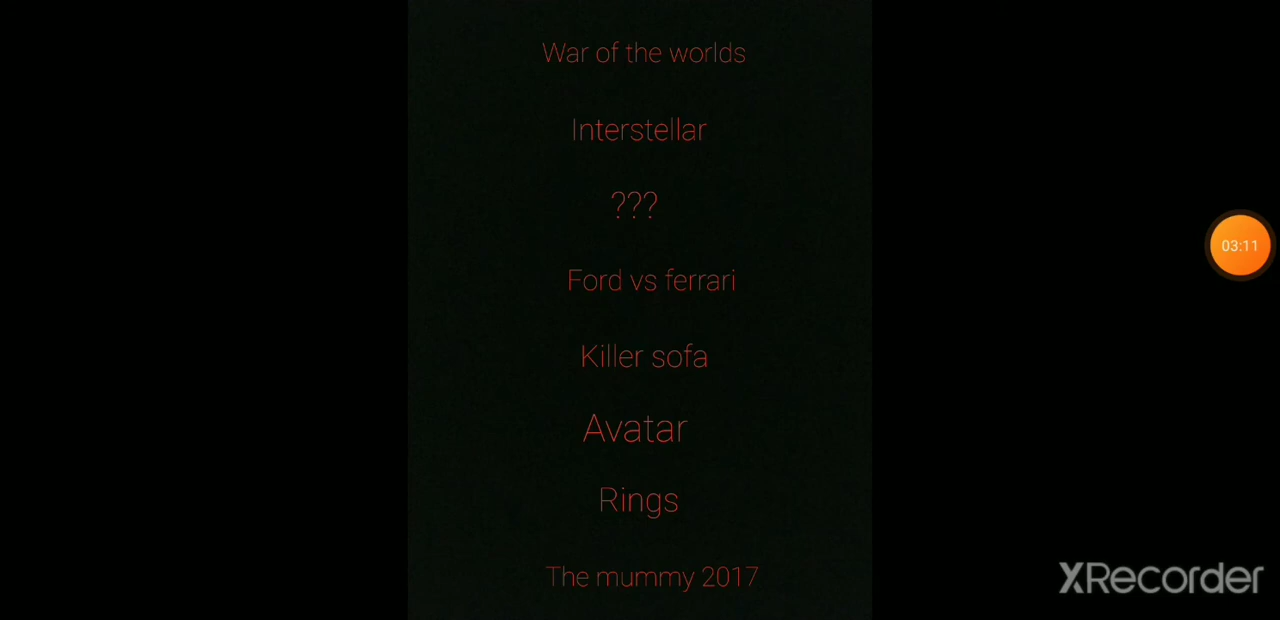 War of the worlds
Interstellar
???
Ford vs ferrari
03:11
Killer sofa
Avatar
Rings
The mummy 2017
XRecorder